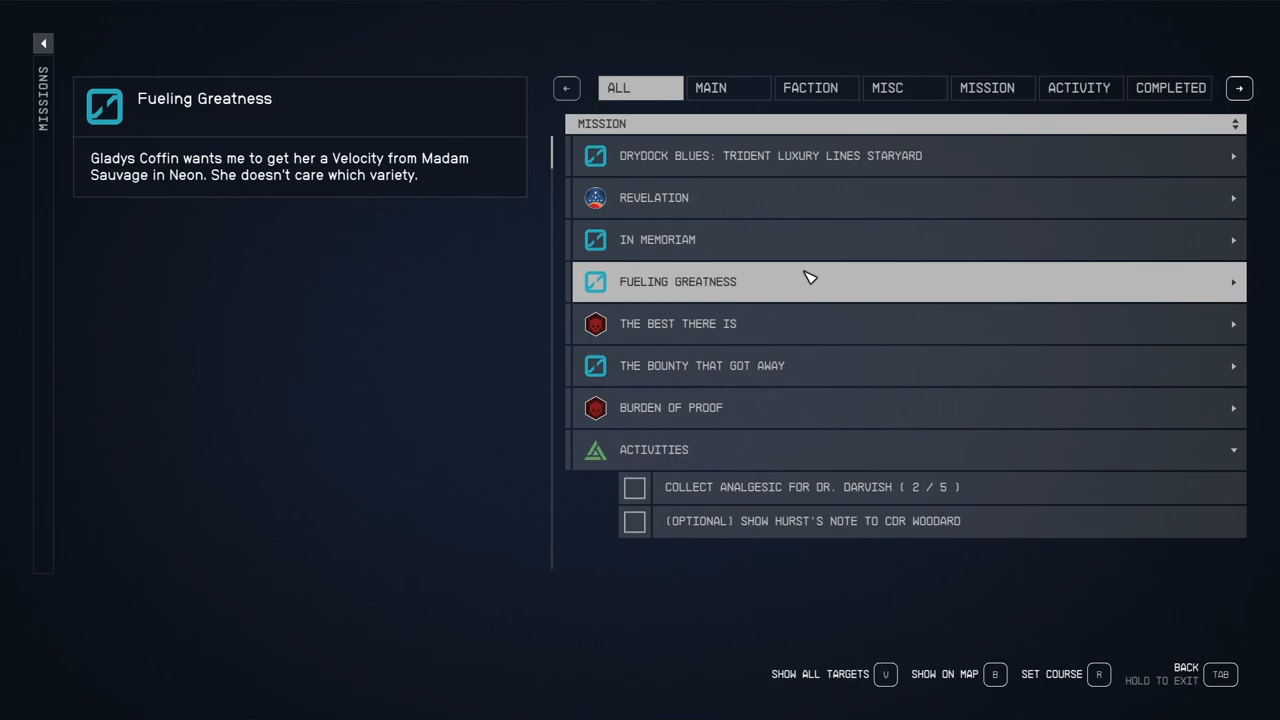 MISSIONS
Fueling Greatness
Gladys Coffin wants me to get her a Velocity from Madam
Sauvage in Neon. She doesn't care which variety.
ALL MAIN FACTION MISC MISSION ACTIVITY COMPLETED
MISSION
DRYDOCK BLUES: TRIDENT LUXURY LINES STARYARD
REVELATION
IN MEMORIAM
FUELING GREATNESS
THE BEST THERE IS
THE BOUNTY THAT GOT AWAY
BURDEN OF PROOF
ACTIVITIES
COLLECT ANALGESIC FOR DR. DARVISH ( 2 / 5 )
(OPTIONAL) SHOW HURST'S NOTE TO CDR WOODARD
SHOW ALL TARGETS V SHOW ON MAP B SET COURSE R BACK TAB
HOLD TO EXIT